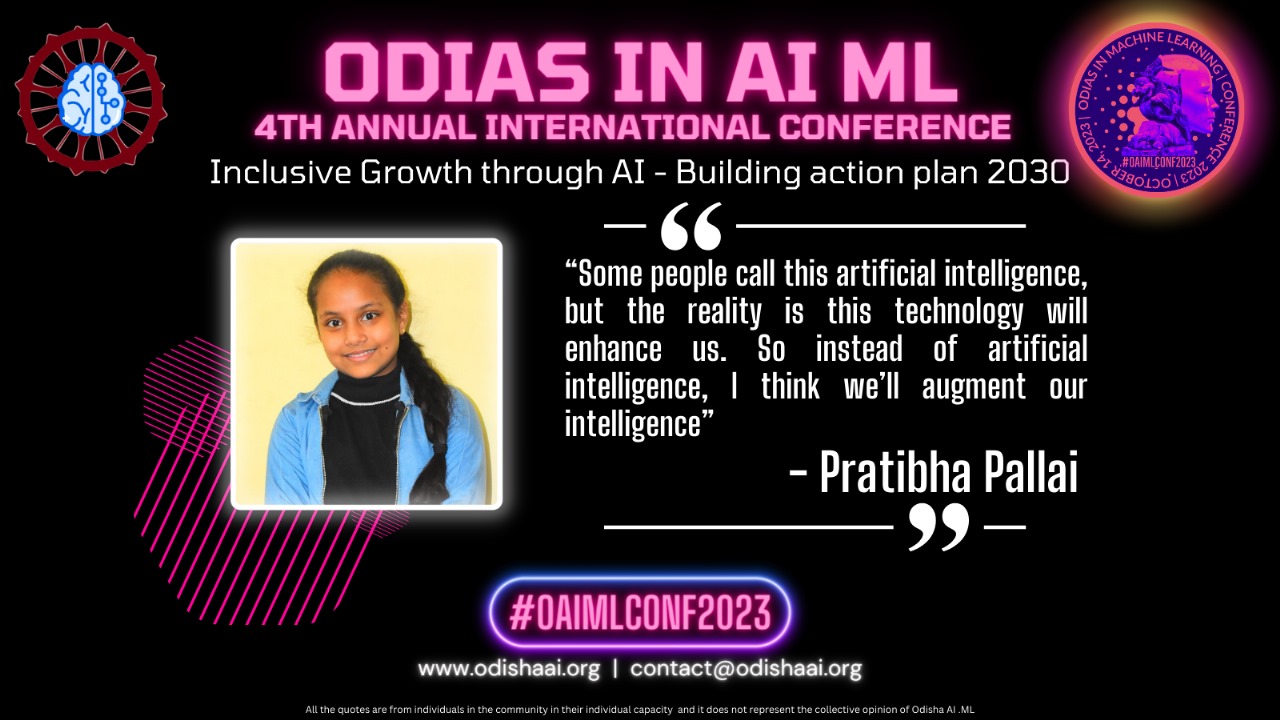 ODIAS IN AI ML
4TH ANNUAL INTERNATIONAL CONFERENCE
Inclusive Growth through AI - Building action plan 2030
ODIAS IN MACHINE LEARNING | CONFERENCE 2023 | OCTOBER 14, 2023 |
#OAIMLCONF2023
“
“Some people call this artificial intelligence,
but the reality is this technology will
enhance us. So instead of artificial
intelligence, I think we’ll augment our
intelligence”
- Pratibha Pallai
”
#OAIMLCONF2023
www.odishaai.org | contact@odishaai.org
All the quotes are from individuals in the community in their individual capacity and it does not represent the collective opinion of Odisha AI .ML